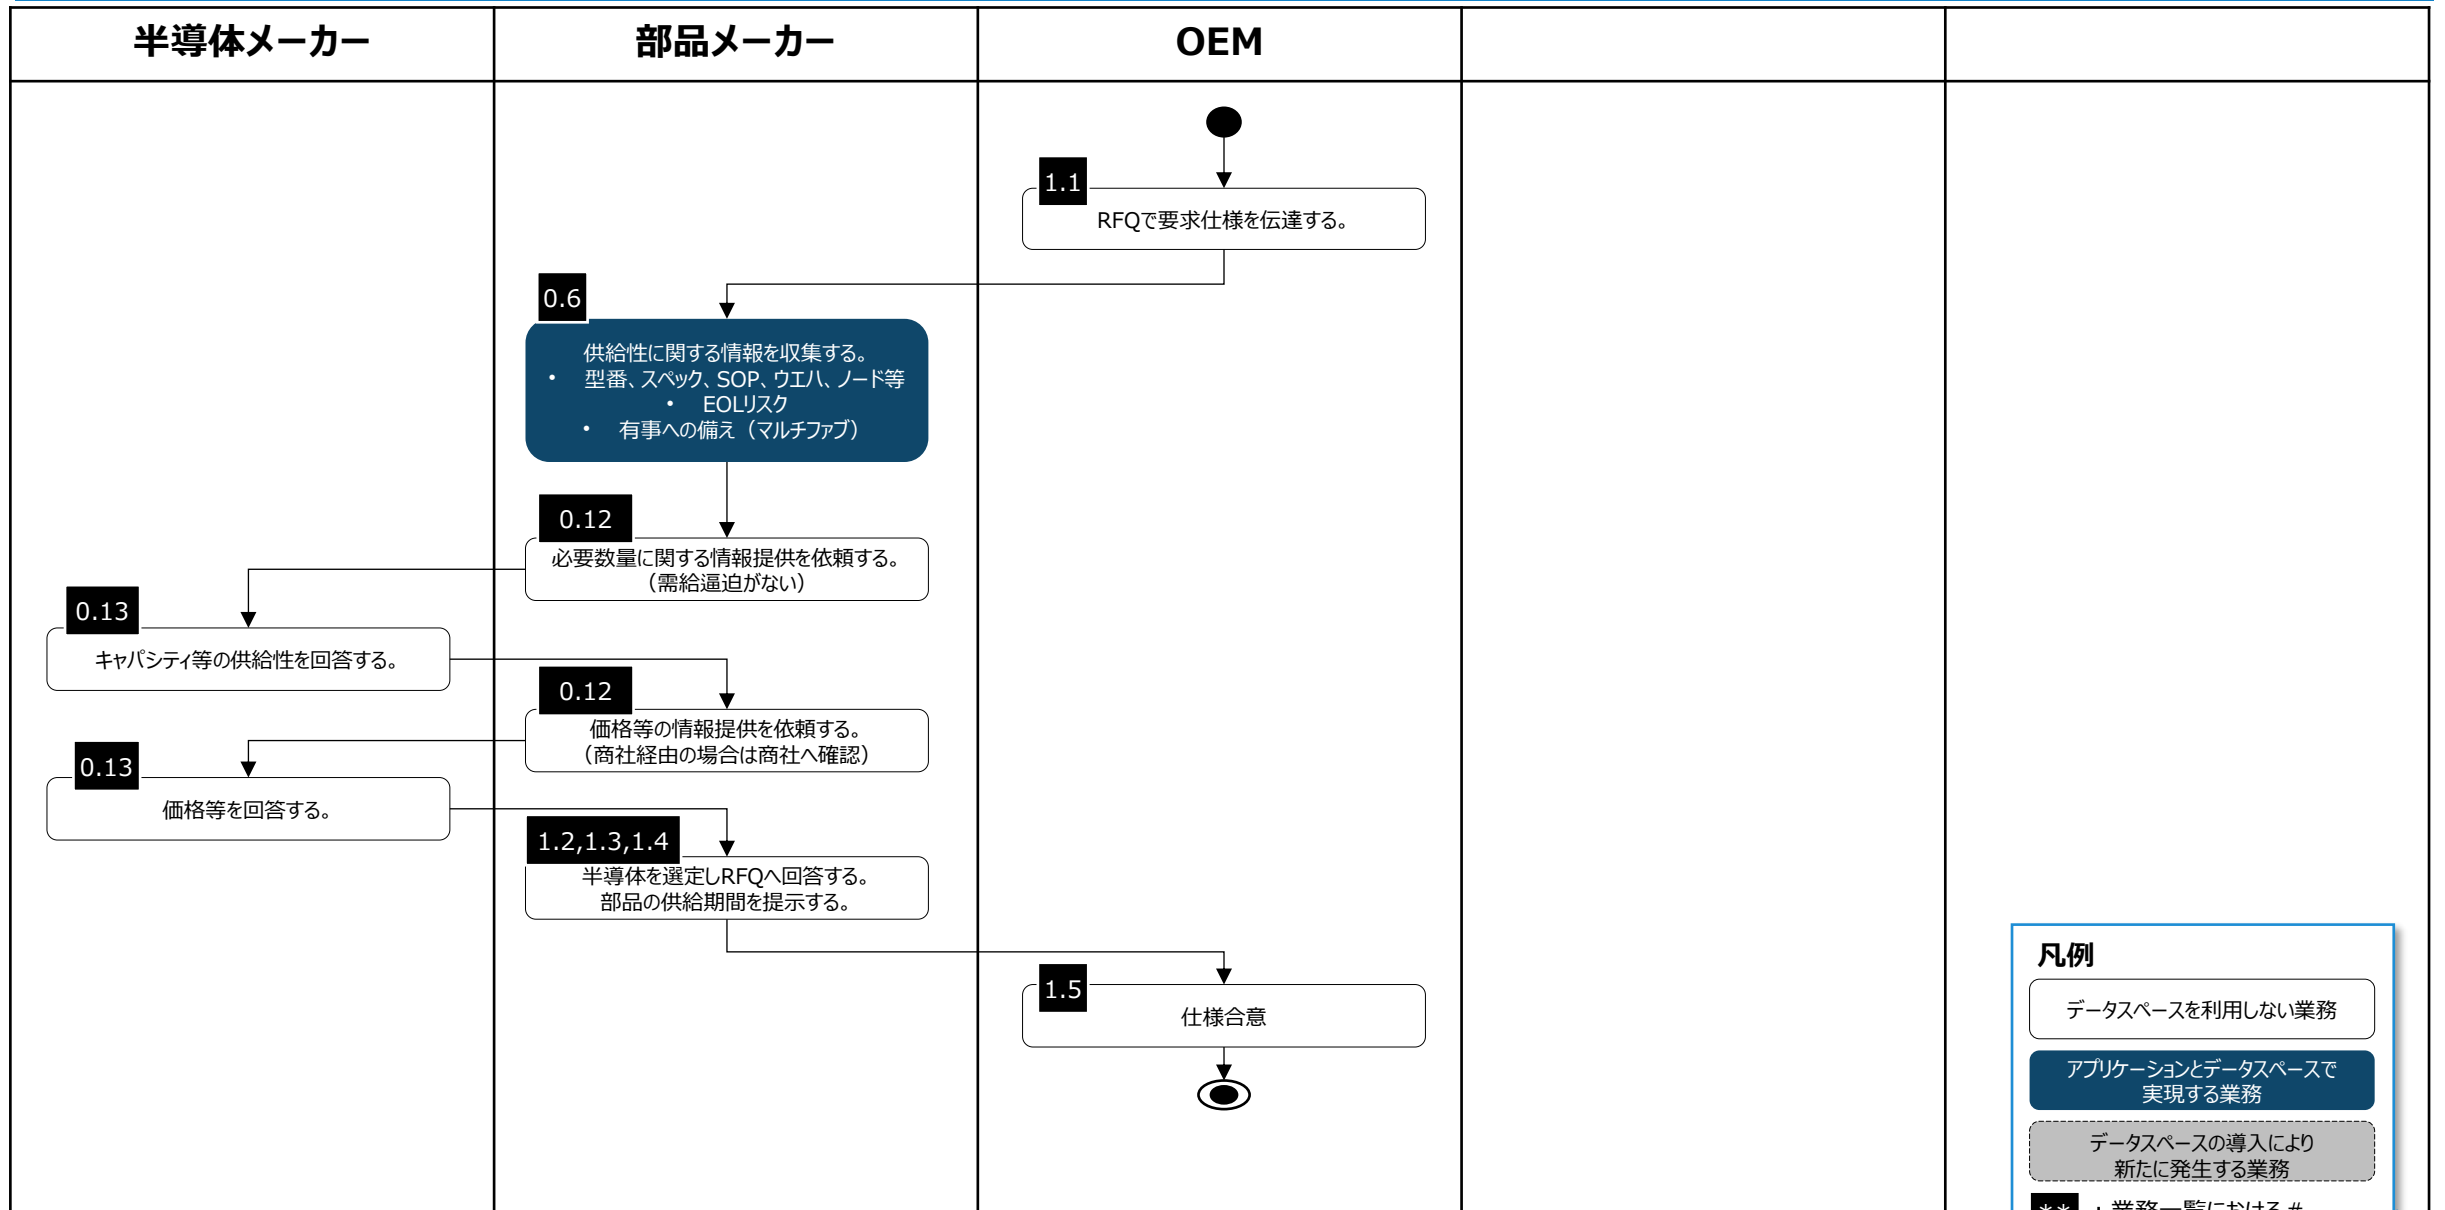 半導体メーカー
部品メーカー
OEM
1.1
RFQで要求仕様を伝達する。
0.6
供給性に関する情報を収集する。
• 型番、スペック、SOP、ウエハ、ノード等
• EOLリスク
• 有事への備え（マルチファブ）
0.12
必要数量に関する情報提供を依頼する。
（需給逼迫がない）
0.13
キャパシティ等の供給性を回答する。
0.12
価格等の情報提供を依頼する。
（商社経由の場合は商社へ確認）
0.13
価格等を回答する。
1.2,1.3,1.4
半導体を選定しRFQへ回答する。
部品の供給期間を提示する。
1.5
仕様合意
凡例
データスペースを利用しない業務
アプリケーションとデータスペースで
実現する業務
データスペースの導入により
新たに発生する業務
** ：業務一覧における#